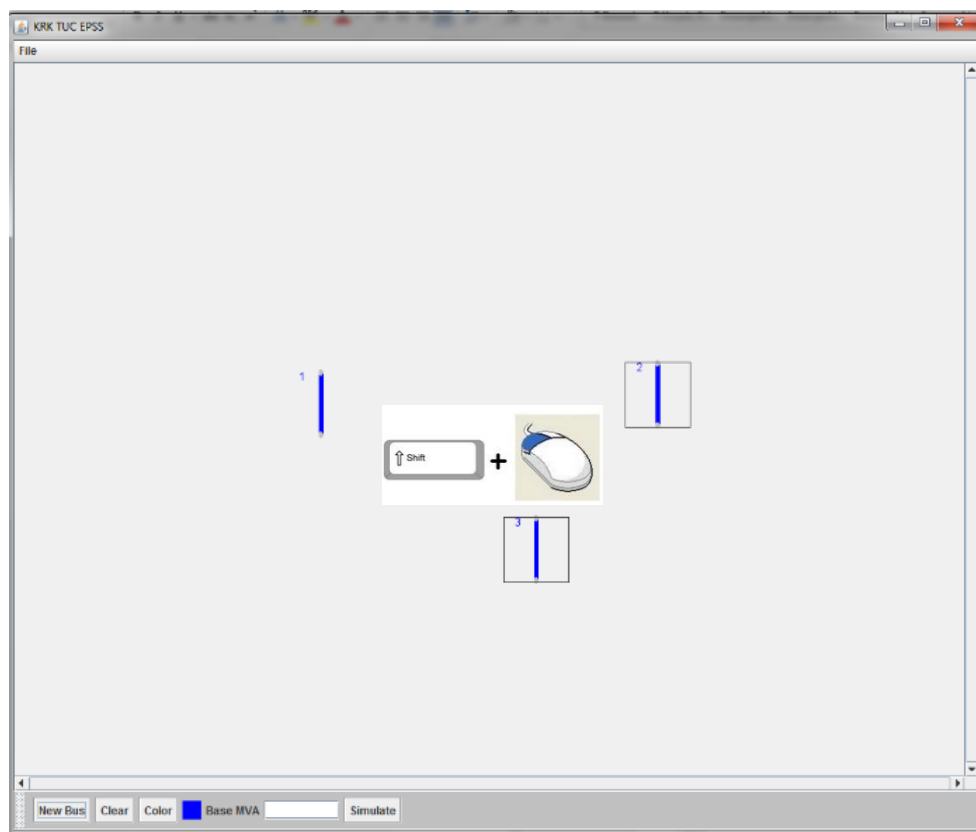 KRK TUC EPSS
File
1
2
Shift
+
3
New Bus Clear Color Base MVA Simulate